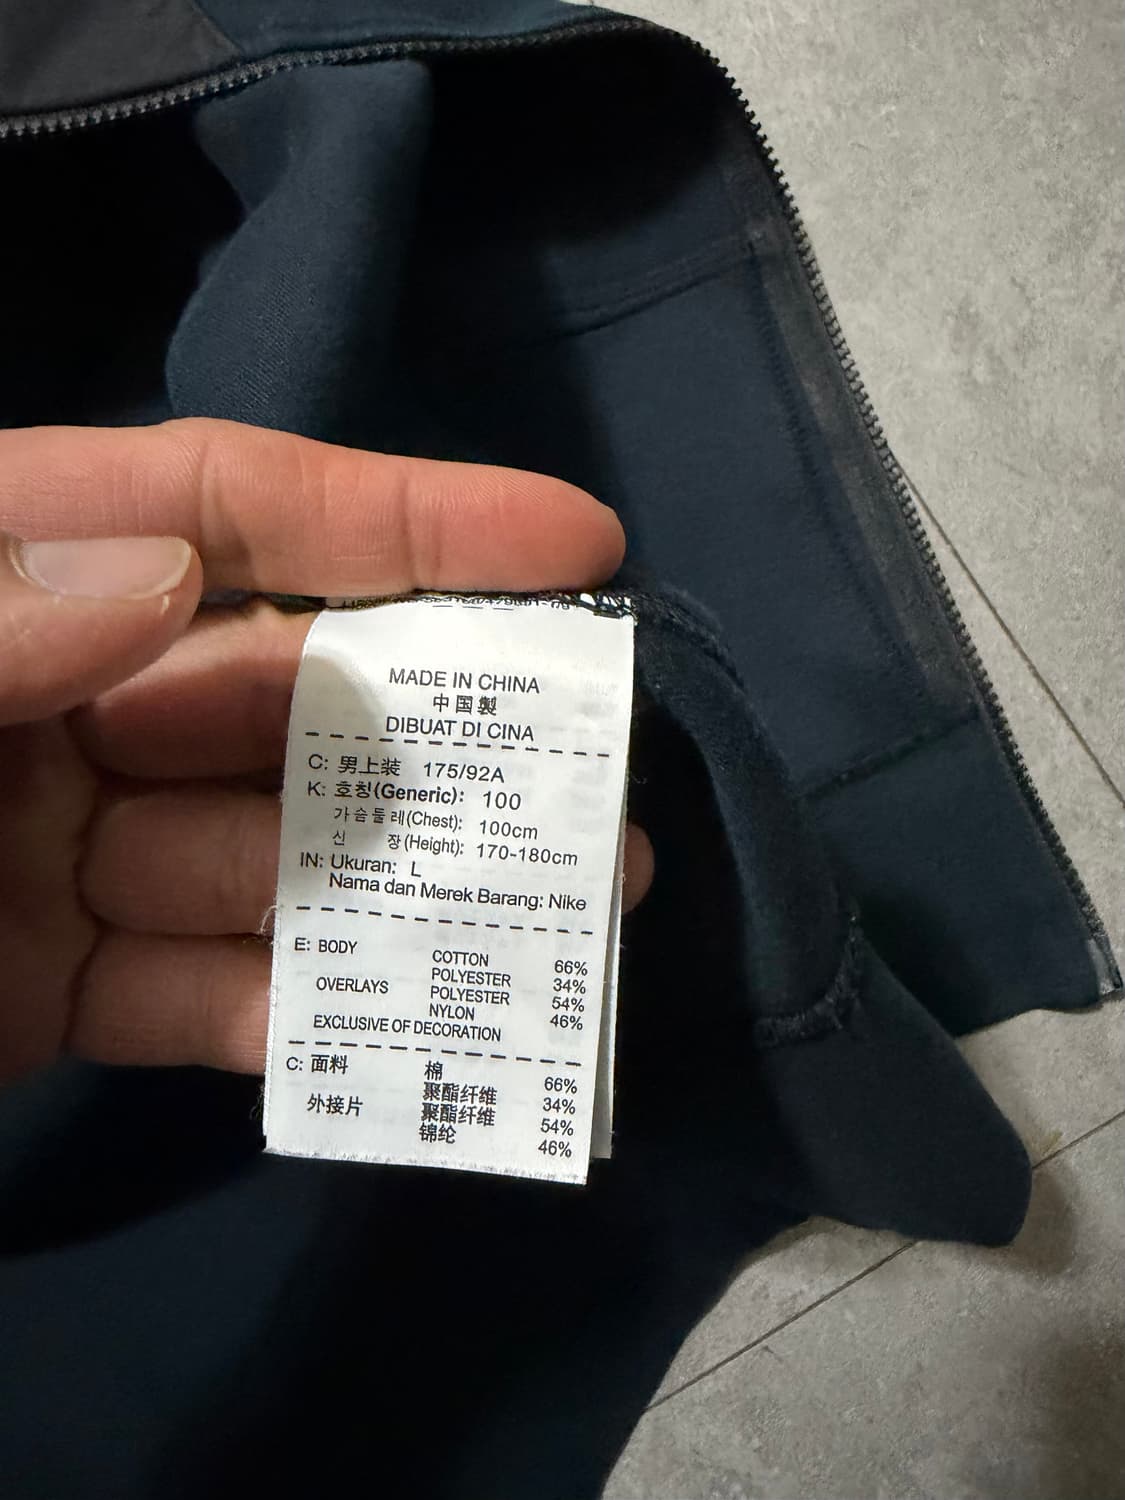 MADE IN CHINA
中国製
DIBUAT DI CINA
C: 男上装 175/92A
K: 호칭(Generic): 100
가슴둘레(Chest): 100cm
신 장(Height): 170-180cm
IN: Ukuran: L
Nama dan Merek Barang: Nike
E: BODY COTTON 66%
POLYESTER 34%
OVERLAYS POLYESTER 54%
NYLON 46%
EXCLUSIVE OF DECORATION
C: 面料 棉 66%
聚酯纤维 34%
外接片 聚酯纤维 54%
锦纶 46%